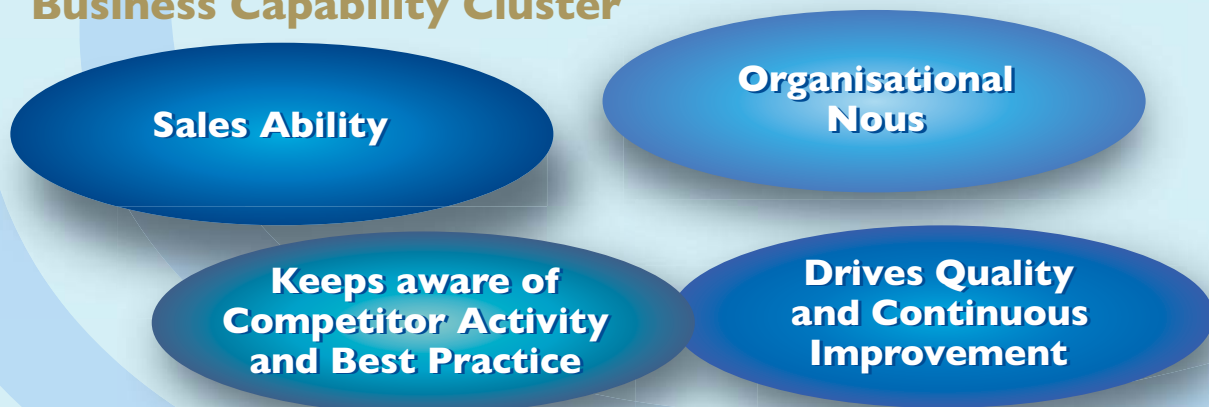 Business Capability Cluster
Sales Ability
Organisational
Nous
Keeps aware of
Competitor Activity
and Best Practice
Drives Quality
and Continuous
Improvement